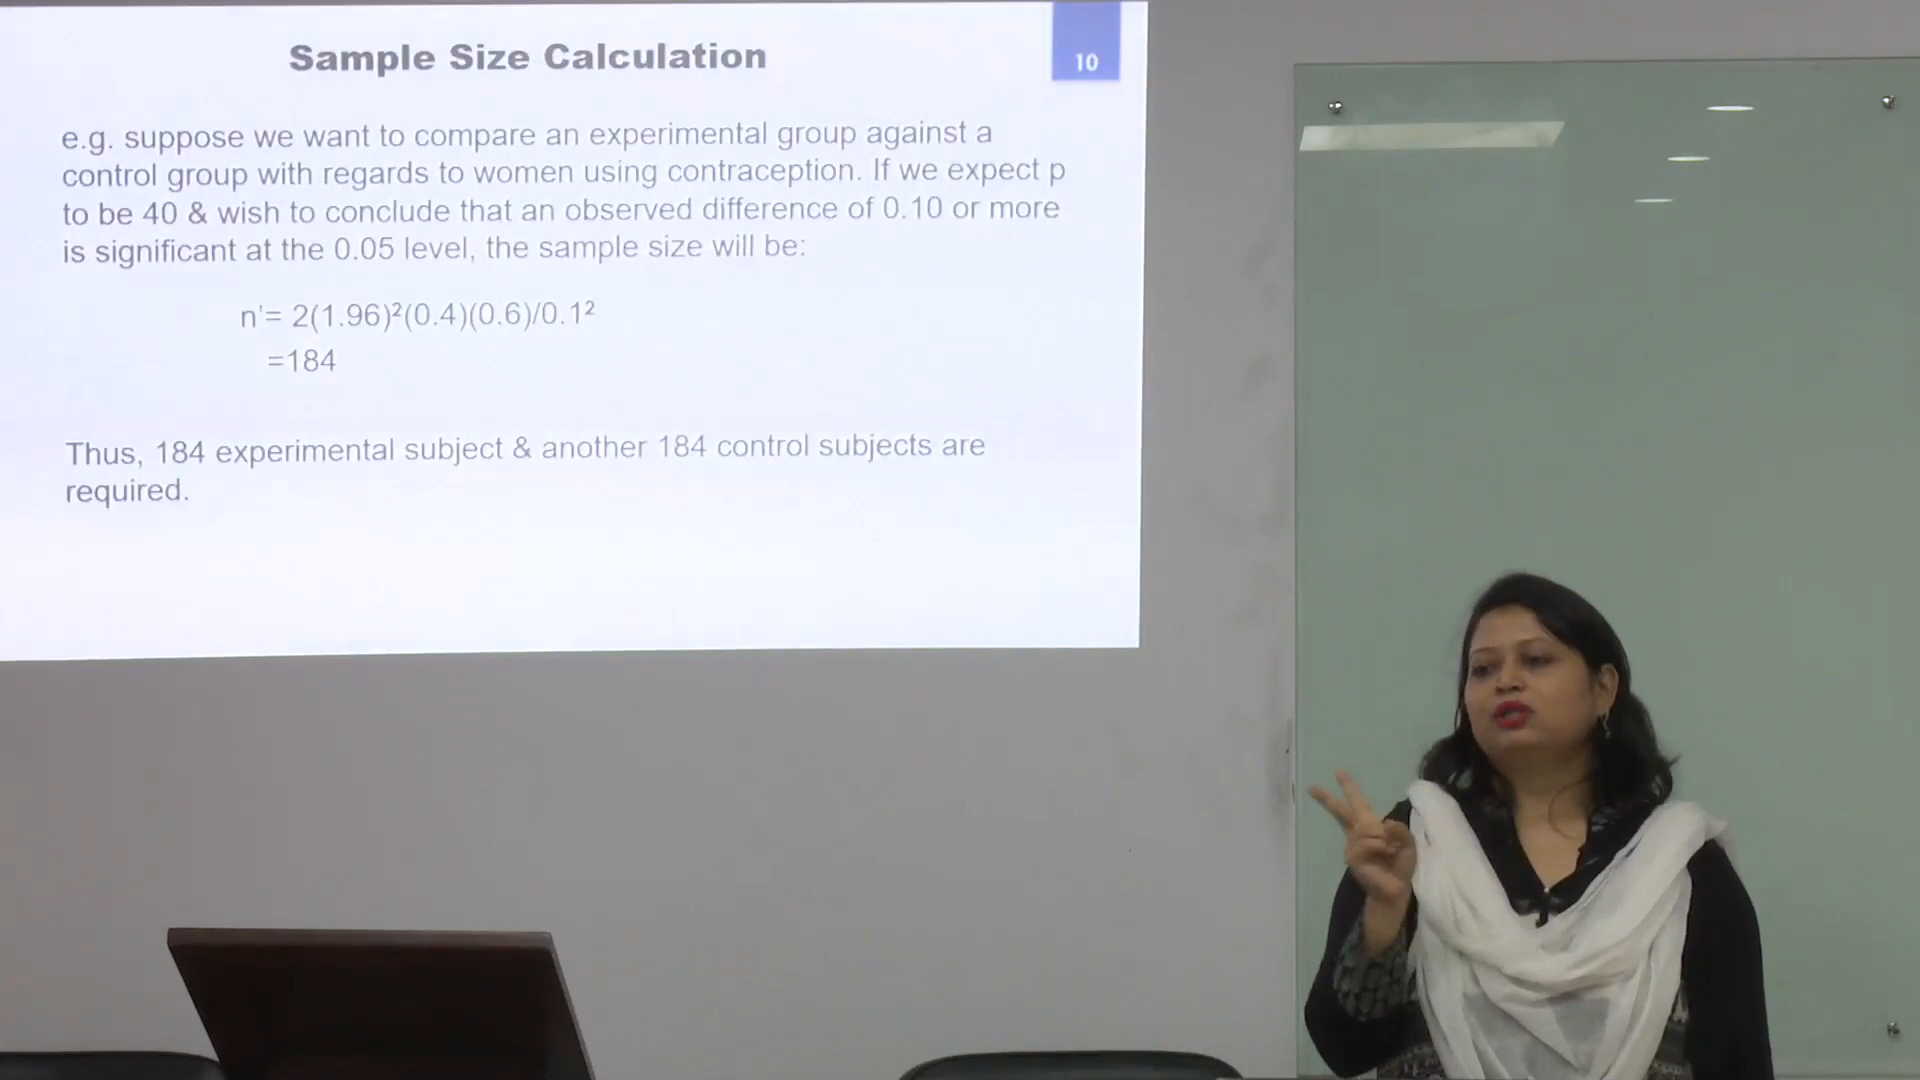 Sample Size Calculation
10
e.g. suppose we want to compare an experimental group against a
control group with regards to women using contraception. If we expect p
to be 40 & wish to conclude that an observed difference of 0.10 or more
is significant at the 0.05 level, the sample size will be:
n'= 2(1.96)²(0.4)(0.6)/0.1²
=184
Thus, 184 experimental subject & another 184 control subjects are
required.